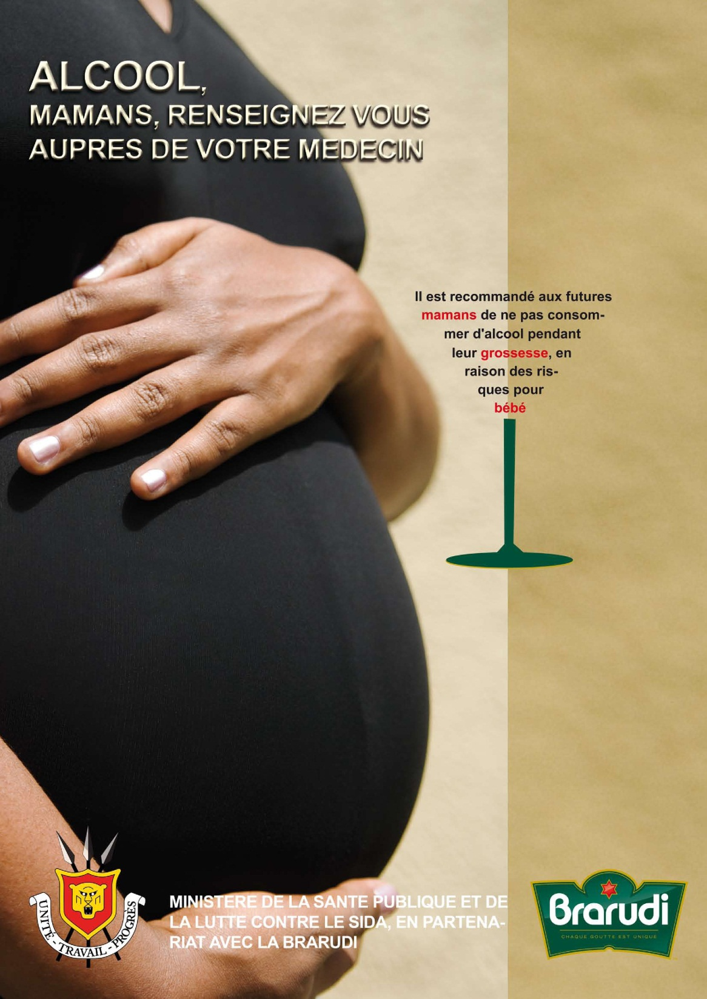 ALCOOL,
MAMANS, RENSEIGNEZ VOUS
AUPRES DE VOTRE MEDECIN
Il est recommandé aux futures
mamans de ne pas consom-
mer d'alcool pendant
leur grossesse, en
raison des ris-
ques pour
bébé
UNITÉ - TRAVAIL - PROGRÈS
MINISTERE DE LA SANTE PUBLIQUE ET DE
LA LUTTE CONTRE LE SIDA, EN PARTENA-
RIAT AVEC LA BRARUDI
Brarudi
CHAQUE GOUTTE EST UNIQUE